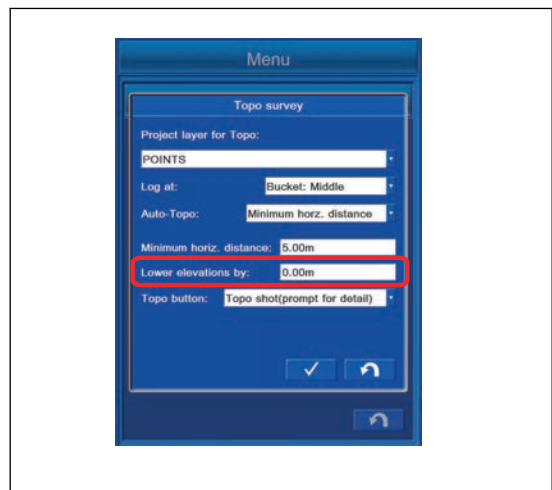 Menu
Topo survey
Project layer for Topo:
POINTS
Log at: Bucket: Middle
Auto-Topo: Minimum horz. distance
Minimum horiz. distance: 5.00m
Lower elevations by: 0.00m
Topo button: Topo shot(prompt for detail)